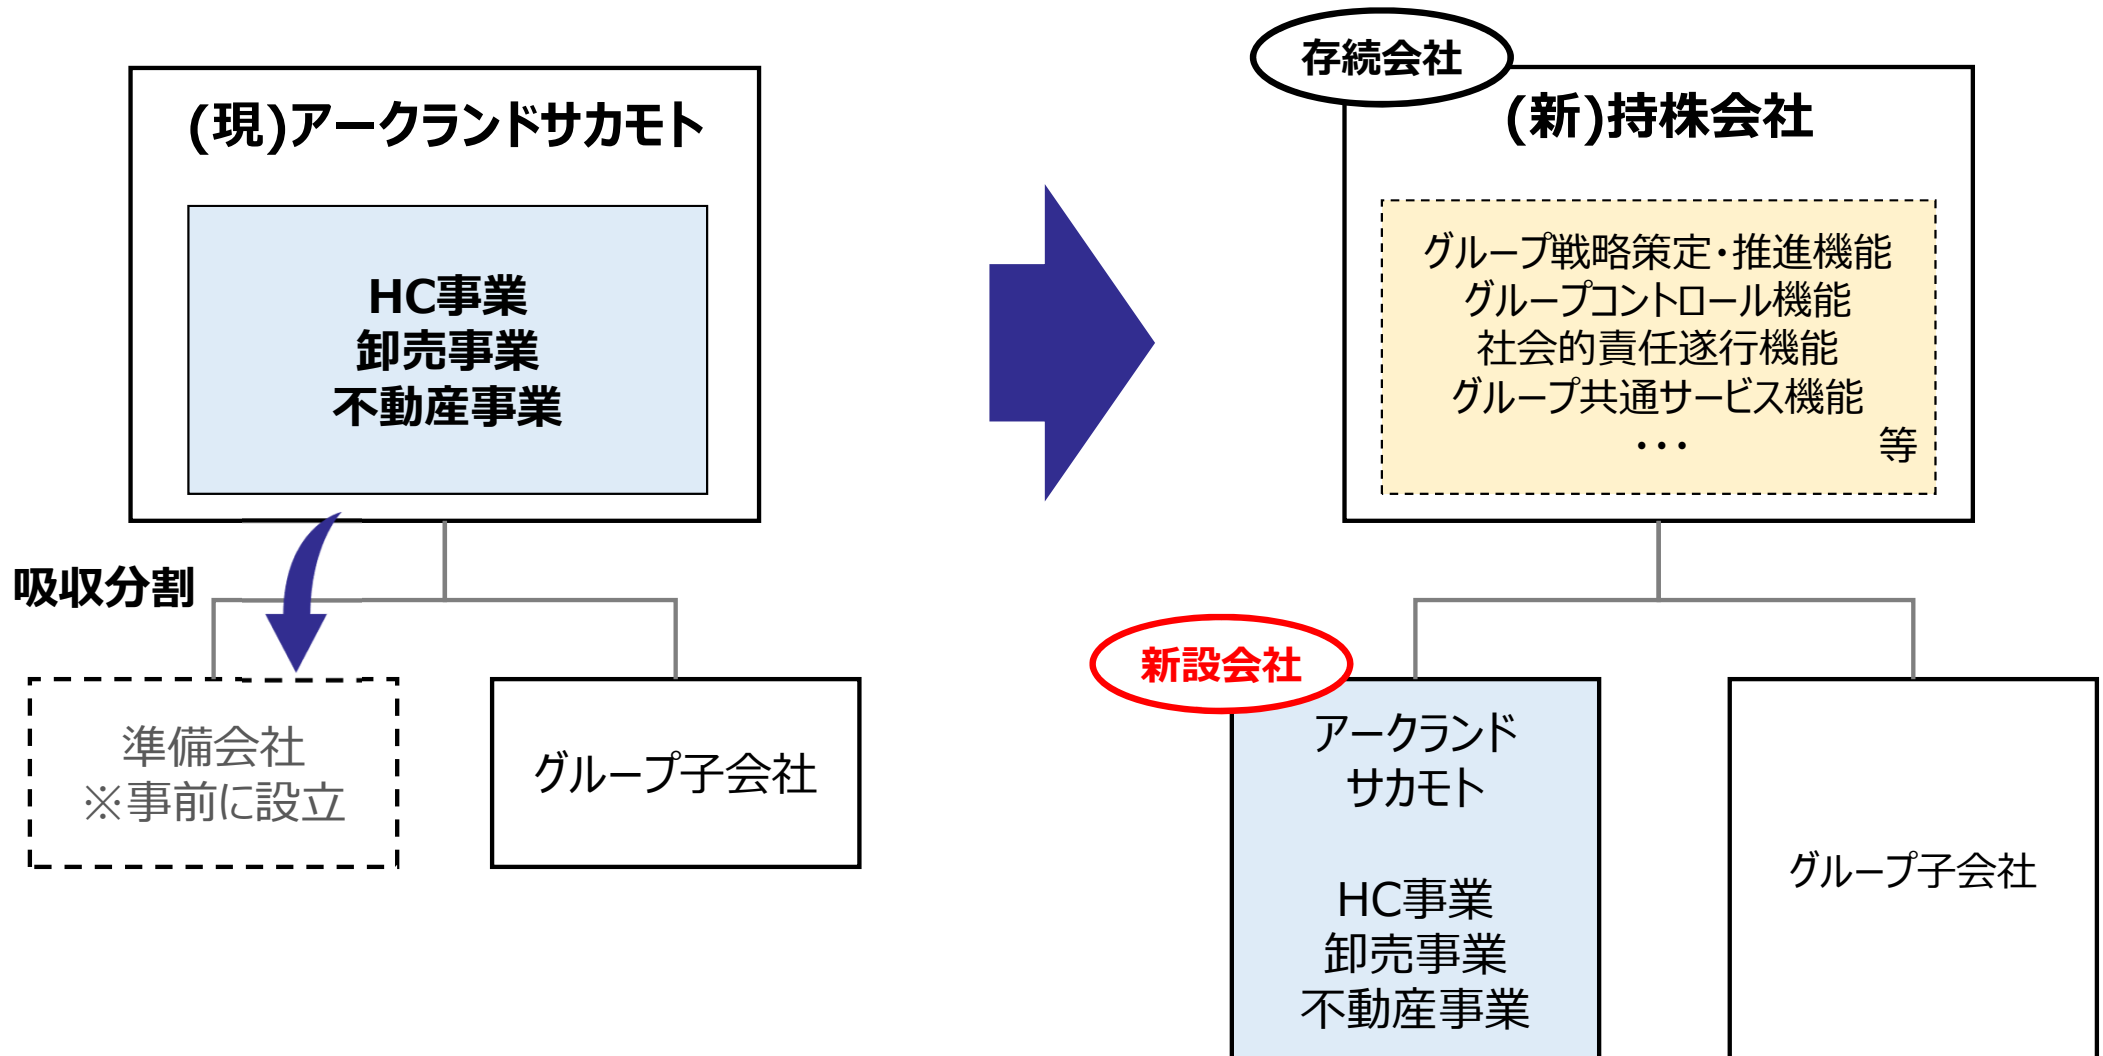 (現)アークランドサカモト
HC事業
卸売事業
不動産事業
吸収分割
準備会社
※事前に設立
グループ子会社
存続会社
(新)持株会社
グループ戦略策定・推進機能
グループコントロール機能
社会的責任遂行機能
グループ共通サービス機能
・・・ 等
新設会社
アークランド
サカモト
HC事業
卸売事業
不動産事業
グループ子会社